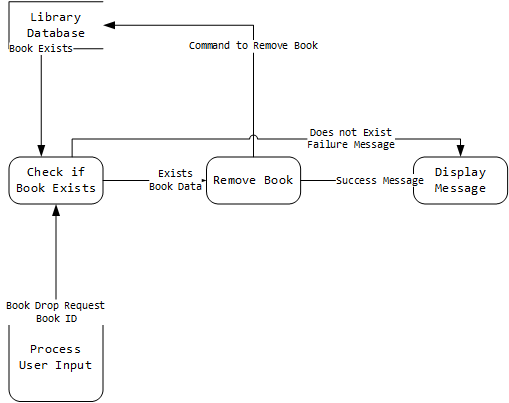 Library
Database
Book Exists
Command to Remove Book
Does not Exist
Failure Message
Check if
Book Exists
Exists
Book Data
Remove Book
Success Message
Display
Message
Book Drop Request
Book ID
Process
User Input